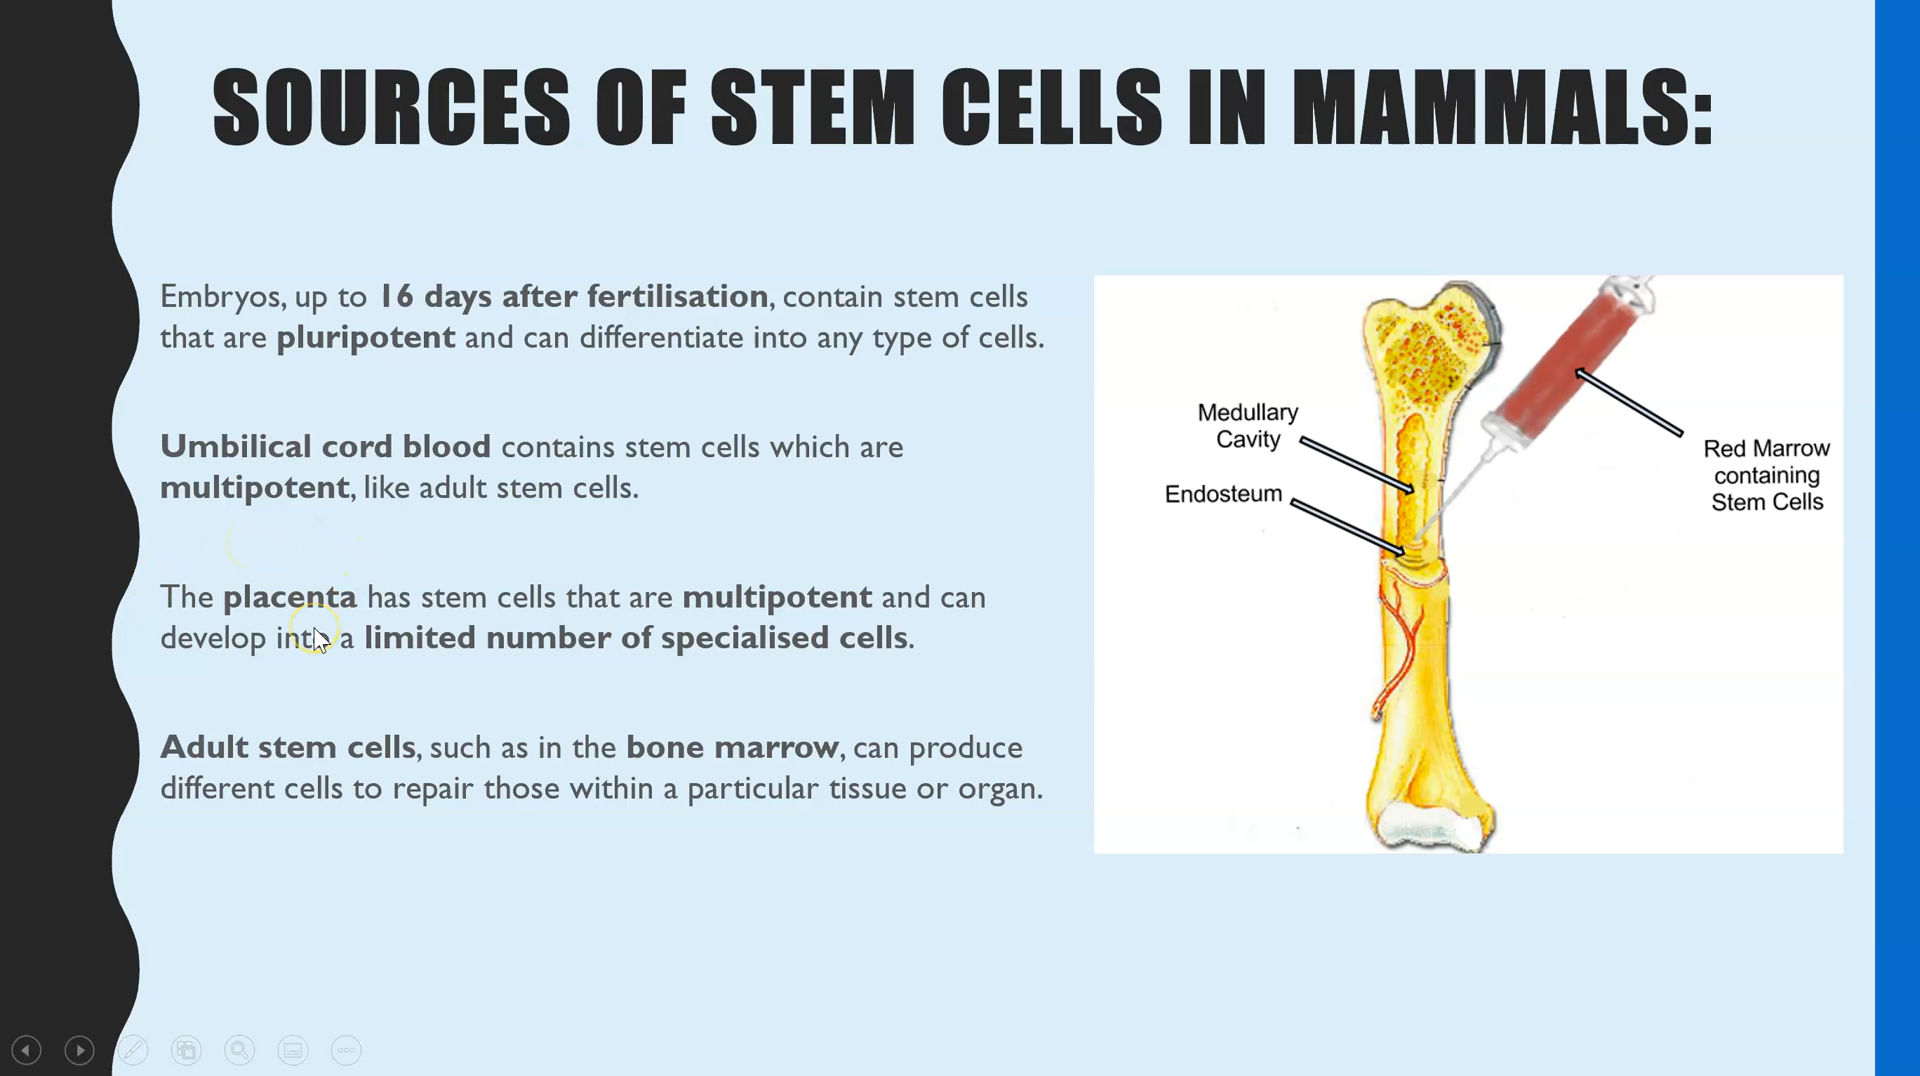 SOURCES OF STEM CELLS IN MAMMALS:
Embryos, up to 16 days after fertilisation, contain stem cells
that are pluripotent and can differentiate into any type of cells.
Umbilical cord blood contains stem cells which are
multipotent, like adult stem cells.
The placenta has stem cells that are multipotent and can
develop into a limited number of specialised cells.
Adult stem cells, such as in the bone marrow, can produce
different cells to repair those within a particular tissue or organ.
Medullary
Cavity
Endosteum
Red Marrow
containing
Stem Cells